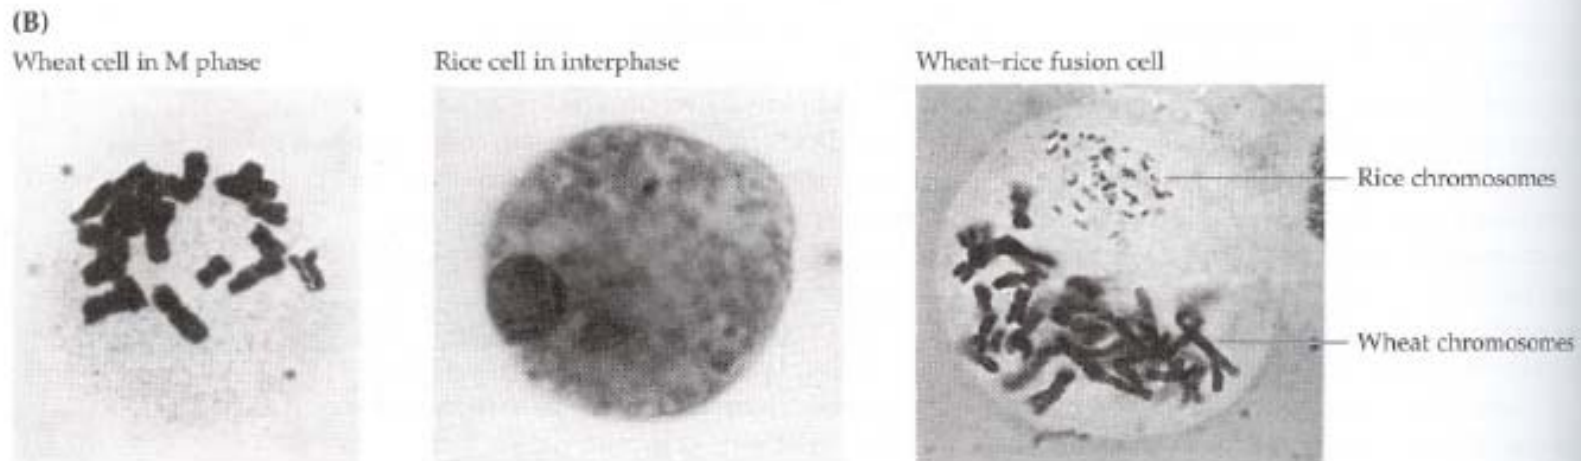 (B)
Wheat cell in M phase
Rice cell in interphase
Wheat–rice fusion cell
Rice chromosomes
Wheat chromosomes